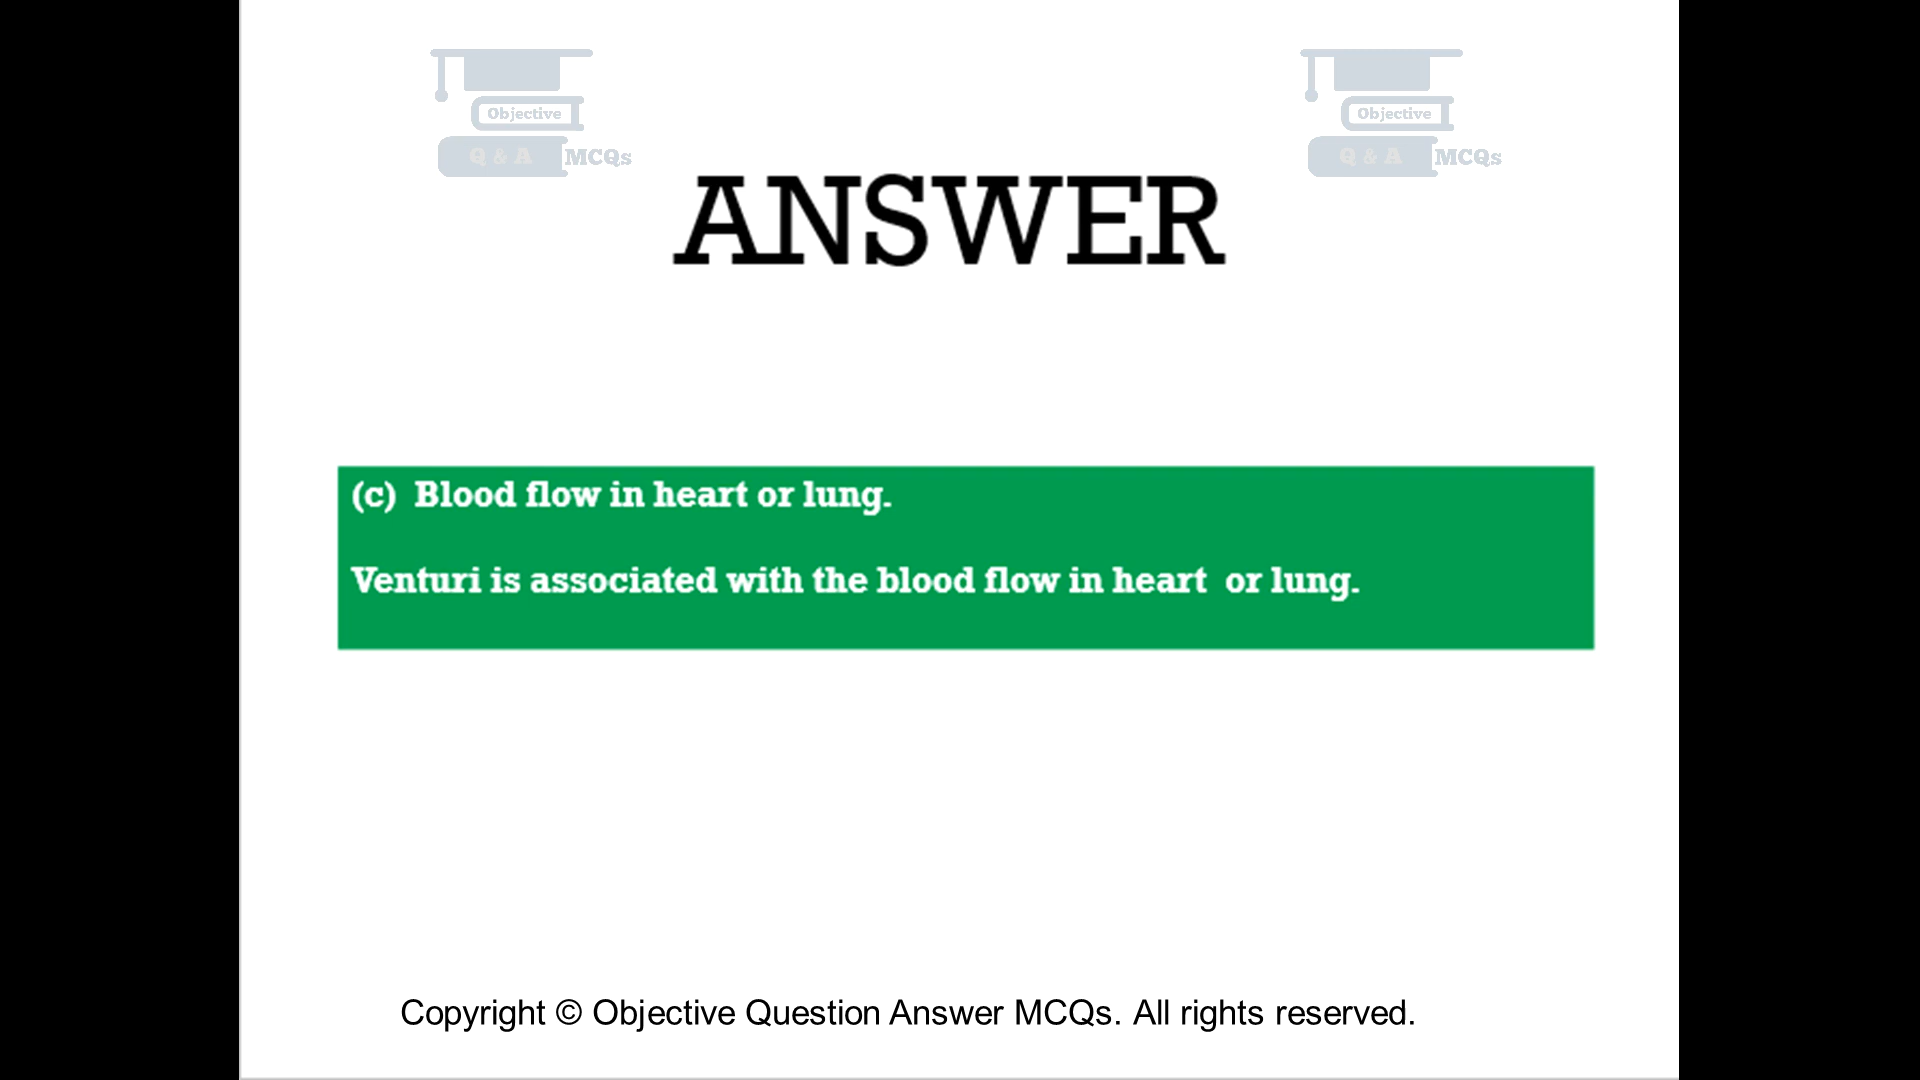 Objective
Q & A MCQs
Objective
Q & A MCQs
ANSWER
(c) Blood flow in heart or lung.
Venturi is associated with the blood flow in heart or lung.
Copyright © Objective Question Answer MCQs. All rights reserved.